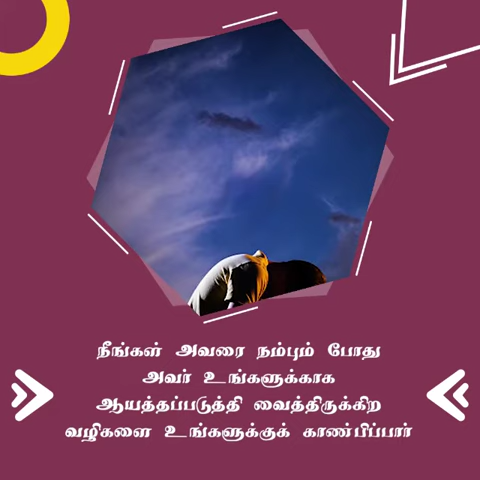 நீங்கள் அவரை நம்பும் போது
அவர் உங்களுக்காக
ஆயத்தப்படுத்தி வைத்திருக்கிற
வழிகளை உங்களுக்குக் காண்பிப்பார்